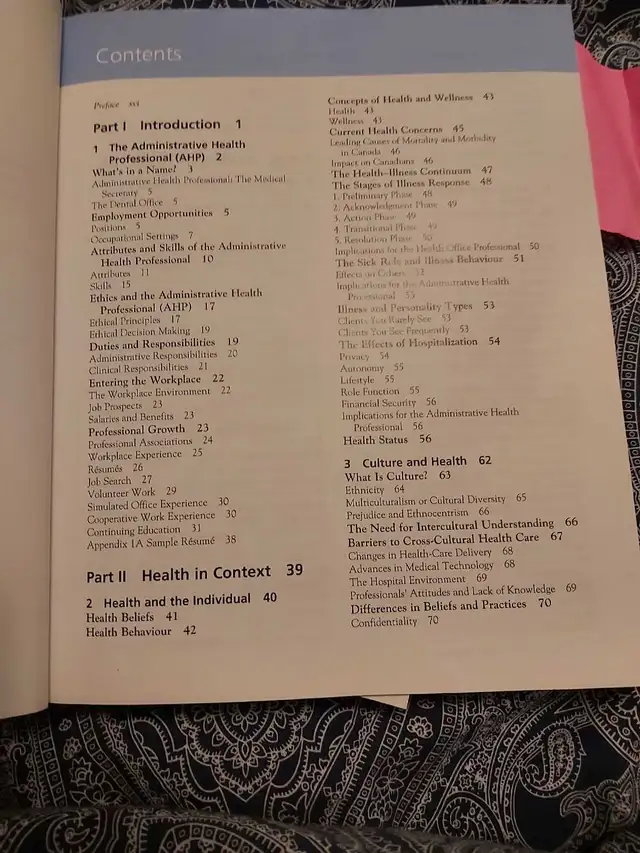 Contents
Preface xvi
Part I Introduction 1
1 The Administrative Health
Professional (AHP) 2
What's in a Name? 3
Administrative Health Professional: The Medical
Secretary 5
The Dental Office 5
Employment Opportunities 5
Positions 5
Occupational Settings 7
Attributes and Skills of the Administrative
Health Professional 10
Attributes 11
Skills 15
Ethics and the Administrative Health
Professional (AHP) 17
Ethical Principles 17
Ethical Decision Making 19
Duties and Responsibilities 19
Administrative Responsibilities 20
Clinical Responsibilities 21
Entering the Workplace 22
The Workplace Environment 22
Job Prospects 23
Salaries and Benefits 23
Professional Growth 23
Professional Associations 24
Workplace Experience 25
Résumés 26
Job Search 27
Volunteer Work 29
Simulated Office Experience 30
Cooperative Work Experience 30
Continuing Education 31
Appendix 1A Sample Résumé 38
Part II Health in Context 39
2 Health and the Individual 40
Health Beliefs 41
Health Behaviour 42
Concepts of Health and Wellness 43
Health 43
Wellness 43
Current Health Concerns 45
Leading Causes of Mortality and Morbidity
in Canada 46
Impact on Canadians 46
The Health–Illness Continuum 47
The Stages of Illness Response 48
1. Preliminary Phase 48
2. Acknowledgment Phase 49
3. Action Phase 49
4. Transitional Phase 49
5. Resolution Phase 50
Implications for the Health Office Professional 50
The Sick Role and Illness Behaviour 51
Effects on Others 52
Implications for the Administrative Health
Professional 53
Illness and Personality Types 53
Clients You Rarely See 53
Clients You See Frequently 53
The Effects of Hospitalization 54
Privacy 54
Autonomy 55
Lifestyle 55
Role Function 55
Financial Security 56
Implications for the Administrative Health
Professional 56
Health Status 56
3 Culture and Health 62
What Is Culture? 63
Ethnicity 64
Multiculturalism or Cultural Diversity 65
Prejudice and Ethnocentrism 66
The Need for Intercultural Understanding 66
Barriers to Cross-Cultural Health Care 67
Changes in Health-Care Delivery 68
Advances in Medical Technology 68
The Hospital Environment 69
Professionals' Attitudes and Lack of Knowledge 69
Differences in Beliefs and Practices 70
Confidentiality 70